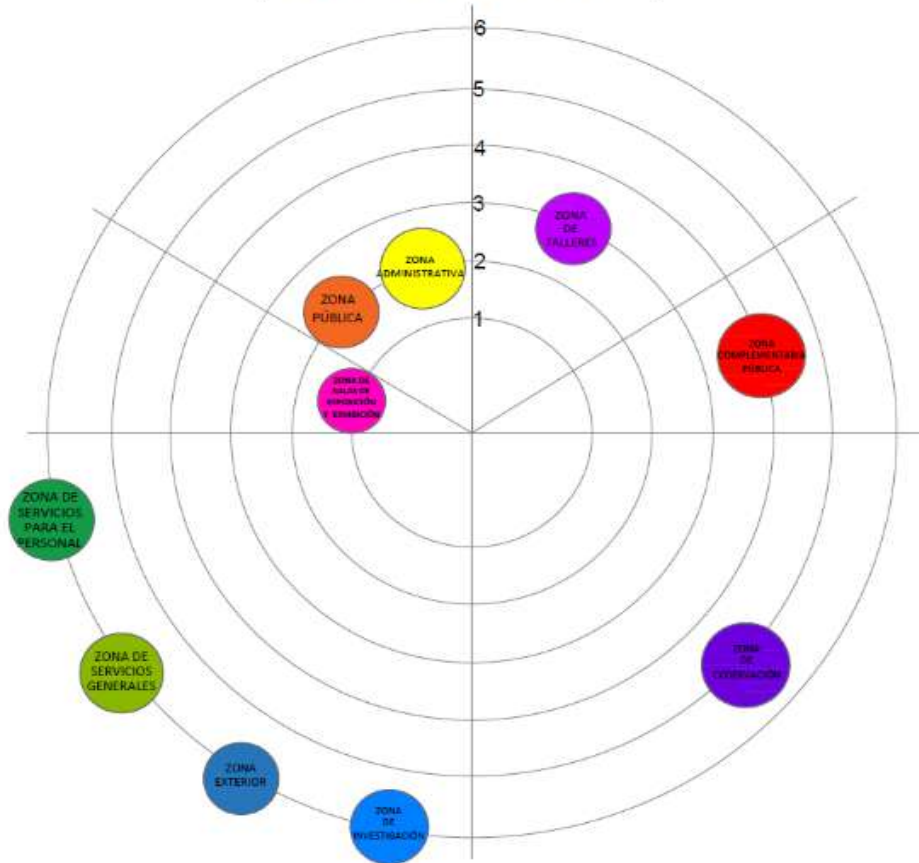 6
5
4
3
2
1
ZONA
DE
TALLERES
ZONA
ADMINISTRATIVA
ZONA
PÚBLICA
ZONA
COMPLEMENTARIA
PÚBLICA
ZONA DE
SALAS DE
EXPOSICIÓN
Y EXHIBICIÓN
ZONA DE
SERVICIOS
PARA EL
PERSONAL
ZONA DE
SERVICIOS
GENERALES
ZONA
DE
ZONA
EXTERIOR
ZONA
DE
INVESTIGACIÓN